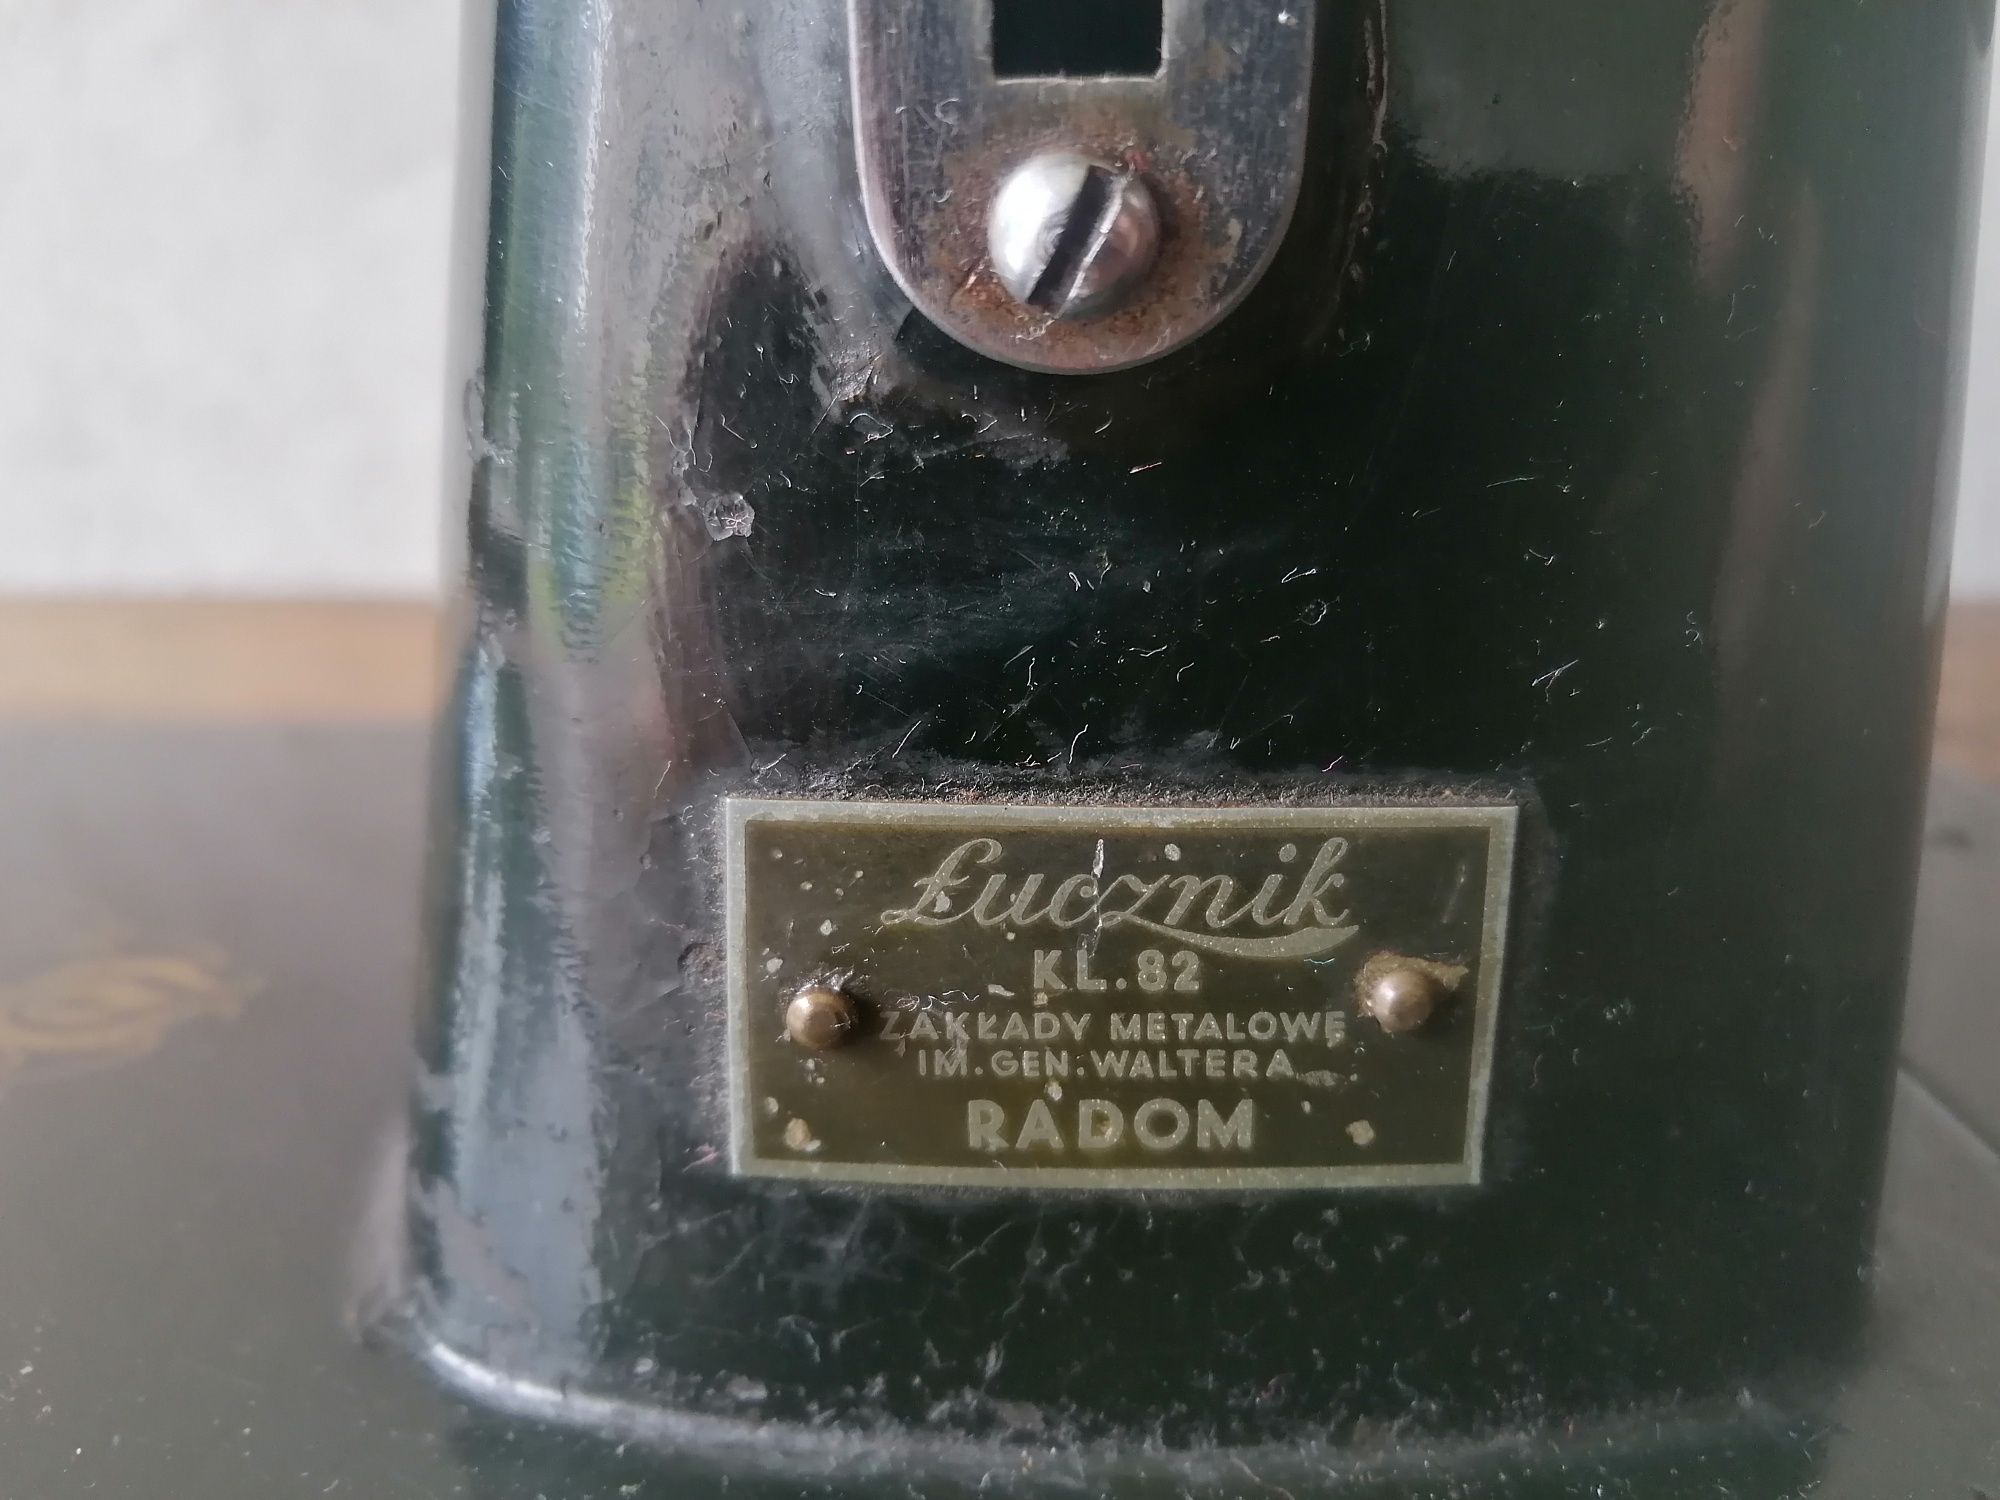 Łucznik
KL. 82
ZAKŁADY METALOWE
IM. GEN. WALTERA
RADOM